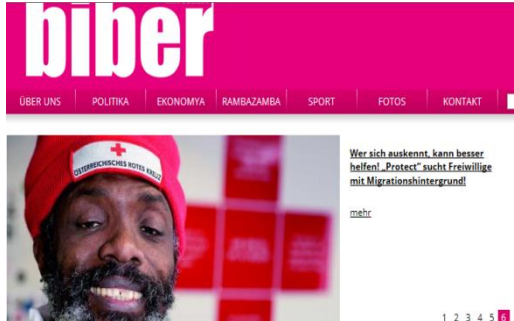 biber
ÜBER UNS POLITIKA EKONOMYA RAMBAZAMBA SPORT FOTOS KONTAKT
ÖSTERREICHISCHES ROTES KREUZ
Wer sich auskennt, kann besser
helfen! „Protect“ sucht Freiwillige
mit Migrationshintergrund!
mehr
1 2 3 4 5 6